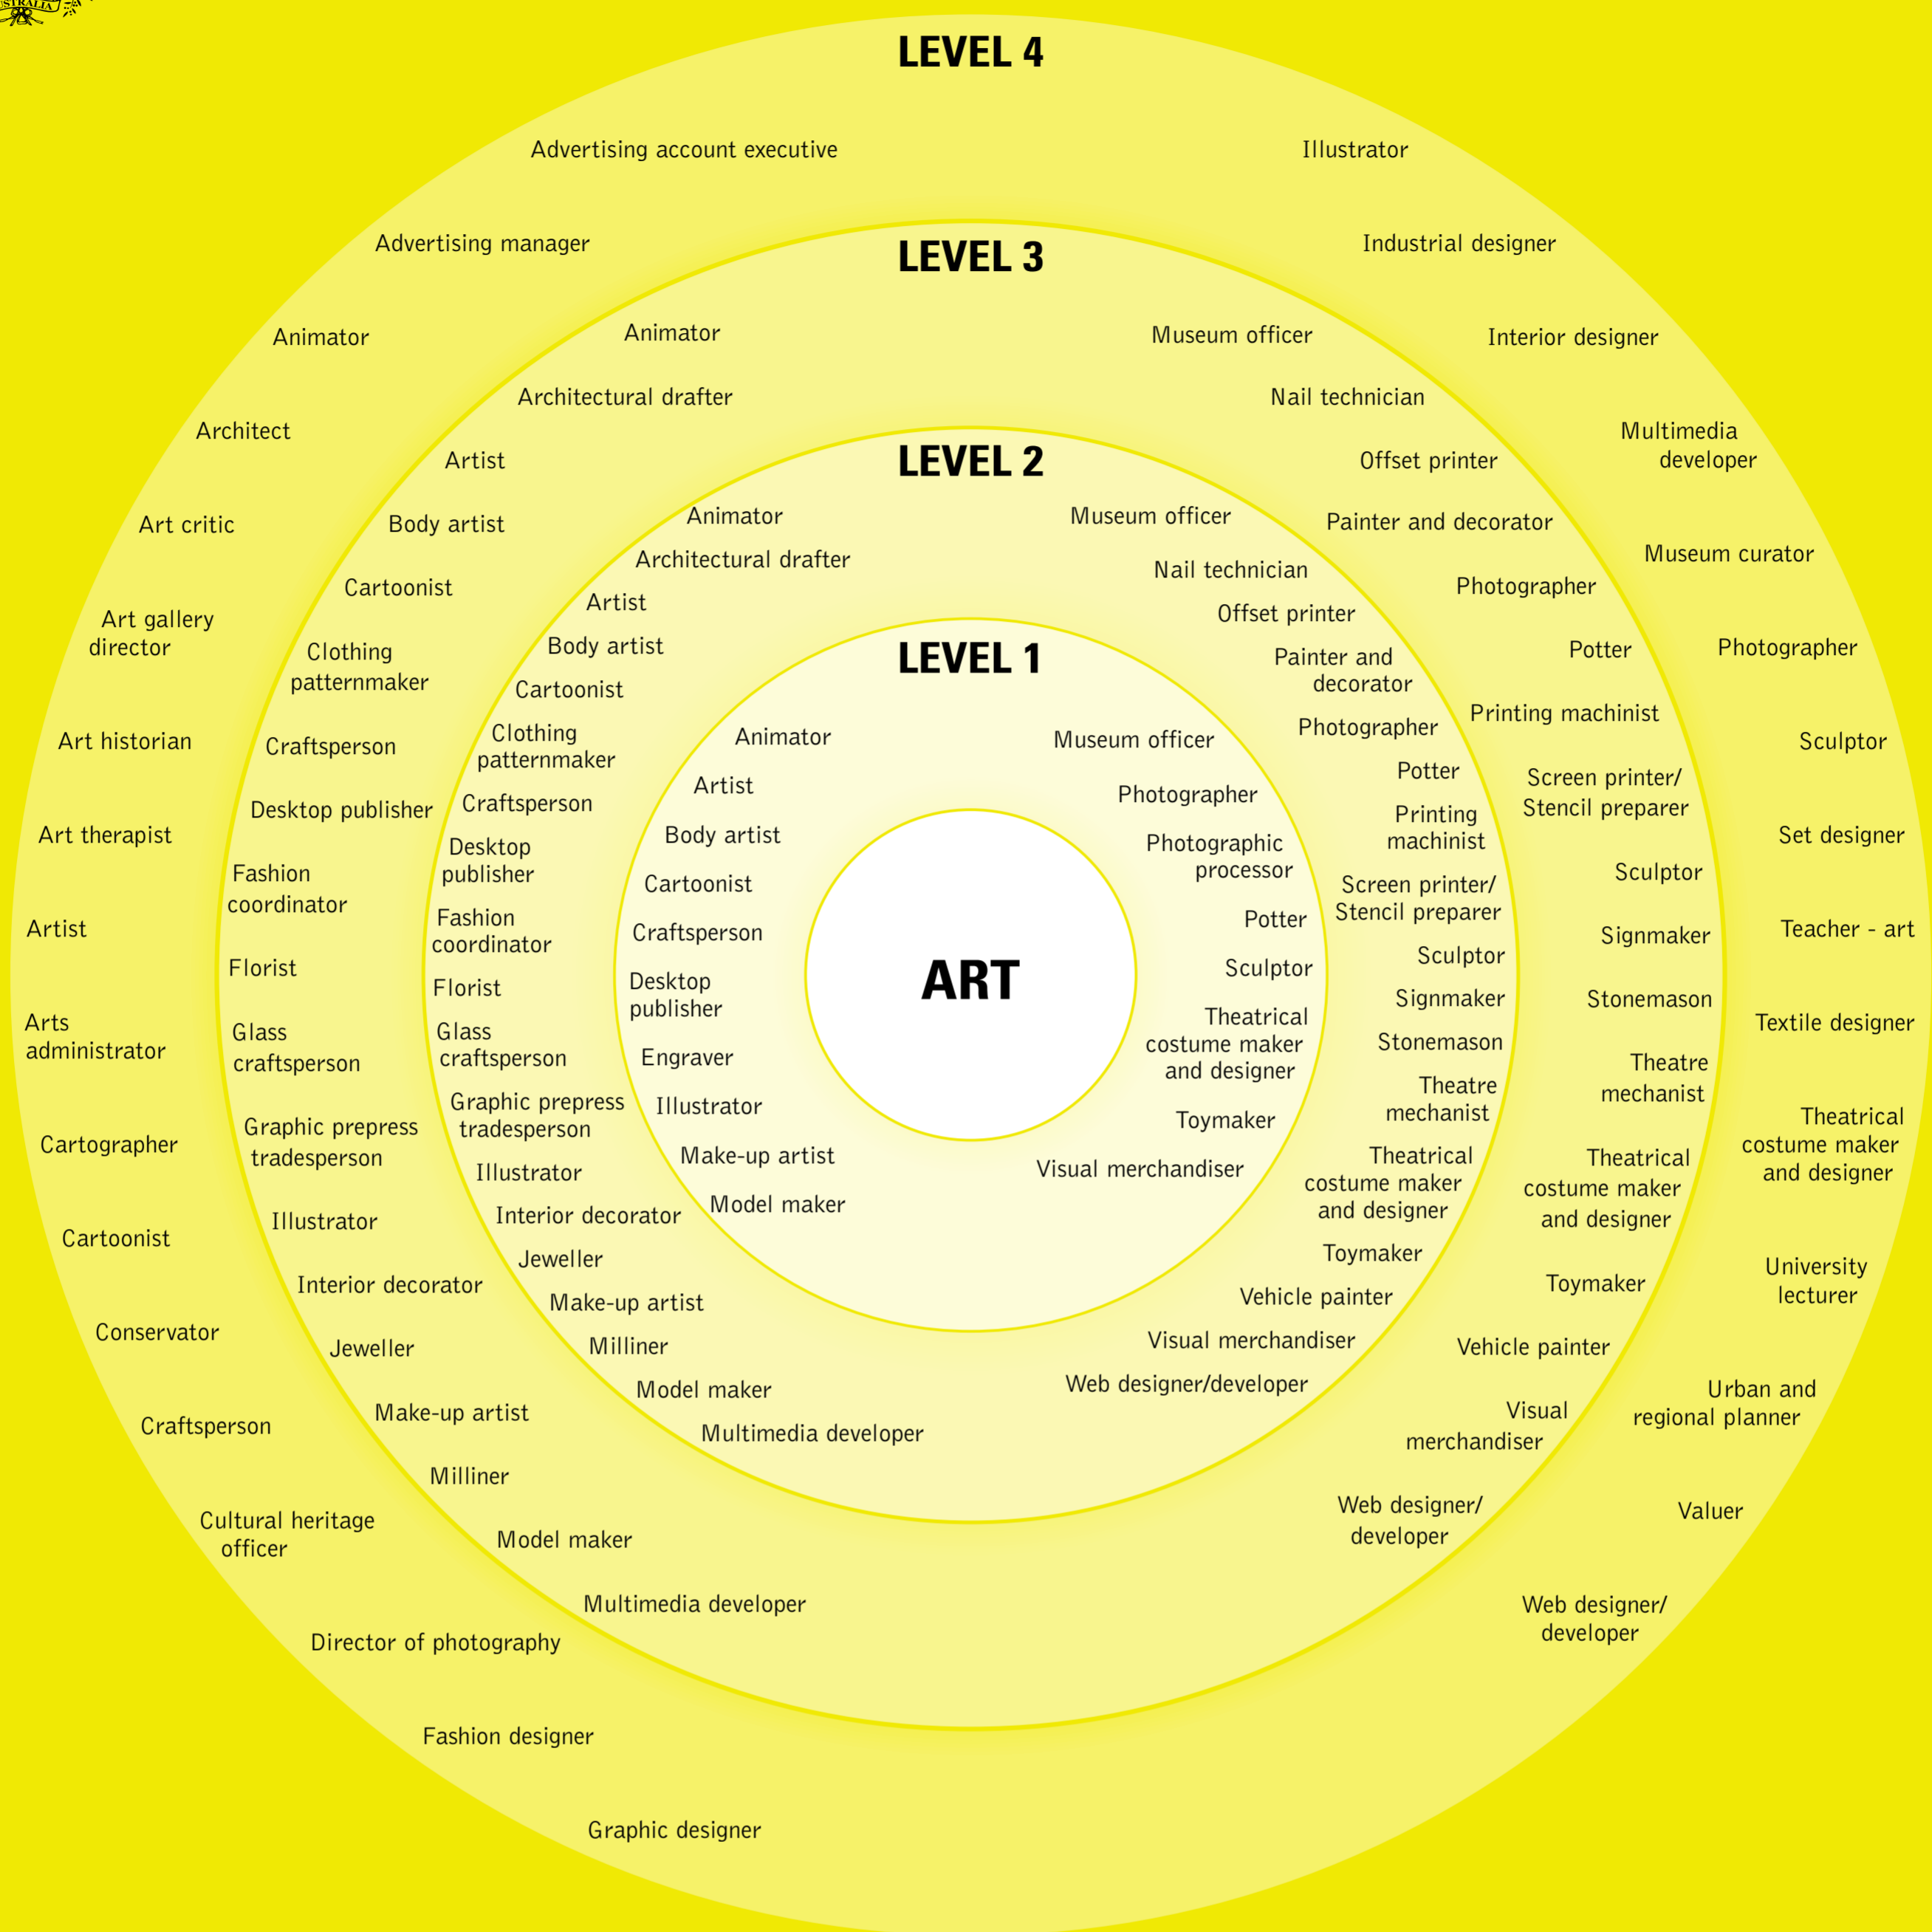 USTRALIA
LEVEL 4
Advertising account executive
Advertising manager
Animator
Architect
Art critic
Art gallery
director
Art historian
Art therapist
Artist
Arts
administrator
Cartographer
Cartoonist
Conservator
Craftsperson
Cultural heritage
officer
Director of photography
Fashion designer
Graphic designer
Illustrator
Industrial designer
Interior designer
Multimedia
developer
Museum curator
Photographer
Sculptor
Set designer
Teacher - art
Textile designer
Theatrical
costume maker
and designer
University
lecturer
Urban and
regional planner
Valuer
Web designer/
developer
LEVEL 3
Animator
Architectural drafter
Artist
Body artist
Cartoonist
Clothing
patternmaker
Craftsperson
Desktop publisher
Fashion
coordinator
Florist
Glass
craftsperson
Graphic prepress
tradesperson
Illustrator
Interior decorator
Jeweller
Make-up artist
Milliner
Model maker
Multimedia developer
Museum officer
Nail technician
Offset printer
Painter and decorator
Photographer
Potter
Printing machinist
Screen printer/
Stencil preparer
Sculptor
Signmaker
Stonemason
Theatre
mechanist
Theatrical
costume maker
and designer
Toymaker
Vehicle painter
Visual
merchandiser
Web designer/
developer
LEVEL 2
Animator
Architectural drafter
Artist
Body artist
Cartoonist
Clothing
patternmaker
Craftsperson
Desktop
publisher
Fashion
coordinator
Florist
Glass
craftsperson
Graphic prepress
tradesperson
Illustrator
Interior decorator
Jeweller
Make-up artist
Milliner
Model maker
Multimedia developer
Museum officer
Nail technician
Offset printer
Painter and
decorator
Photographer
Potter
Printing
machinist
Screen printer/
Stencil preparer
Sculptor
Signmaker
Stonemason
Theatre
mechanist
Theatrical
costume maker
and designer
Toymaker
Vehicle painter
Visual merchandiser
Web designer/developer
LEVEL 1
Animator
Artist
Body artist
Cartoonist
Craftsperson
Desktop
publisher
Engraver
Illustrator
Make-up artist
Model maker
Museum officer
Photographer
Photographic
processor
Potter
Sculptor
Theatrical
costume maker
and designer
Toymaker
Visual merchandiser
ART